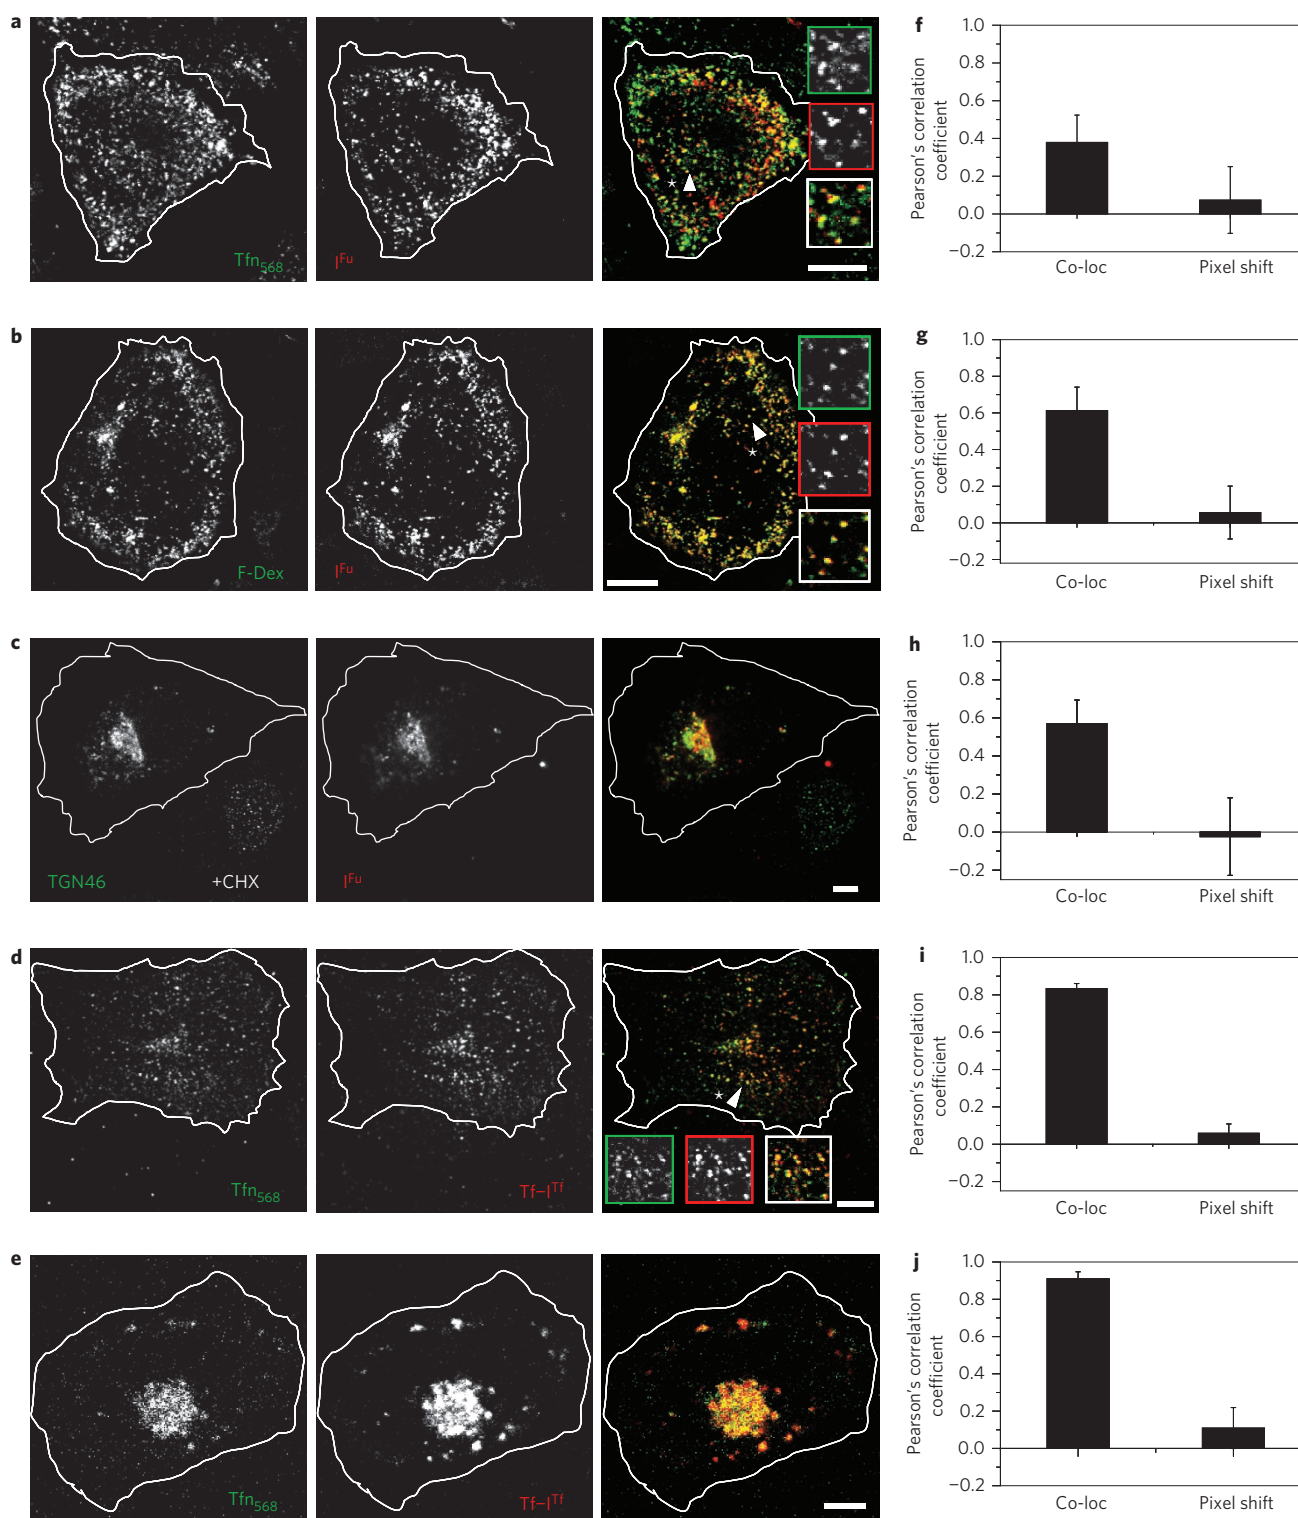 a
Tfn568
IFu
*
f
Pearson's correlation
coefficient
1.0
0.8
0.6
0.4
0.2
0.0
−0.2
Co-loc
Pixel shift
b
F-Dex
IFu
*
g
Pearson's correlation
coefficient
1.0
0.8
0.6
0.4
0.2
0.0
−0.2
Co-loc
Pixel shift
c
TGN46
+CHX
IFu
h
Pearson's correlation
coefficient
1.0
0.8
0.6
0.4
0.2
0.0
−0.2
Co-loc
Pixel shift
d
Tfn568
Tf–ITf
*
i
Pearson's correlation
coefficient
0.8
0.6
0.4
0.2
0.0
−0.2
Co-loc
Pixel shift
e
Tfn568
Tf–ITf
j
Pearson's correlation
coefficient
1.0
0.8
0.6
0.4
0.2
0.0
−0.2
Co-loc
Pixel shift